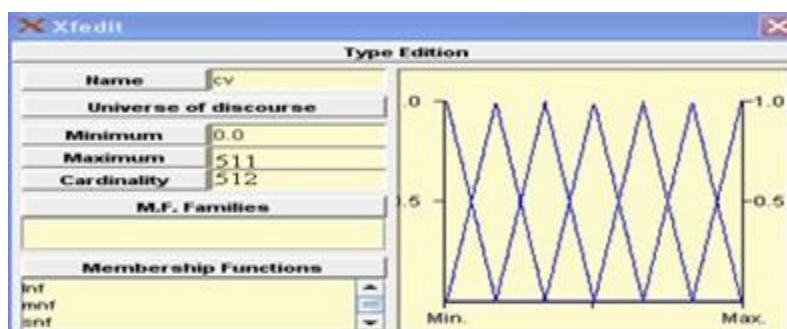 Xfedit
Type Edition
Name cv
Universe of discourse
Minimum 0.0
Maximum 511
Cardinality 512
M.F. Families
Membership Functions
lnf
mnf
snf
.0
1.0
.5
0.5
Min.
Max.